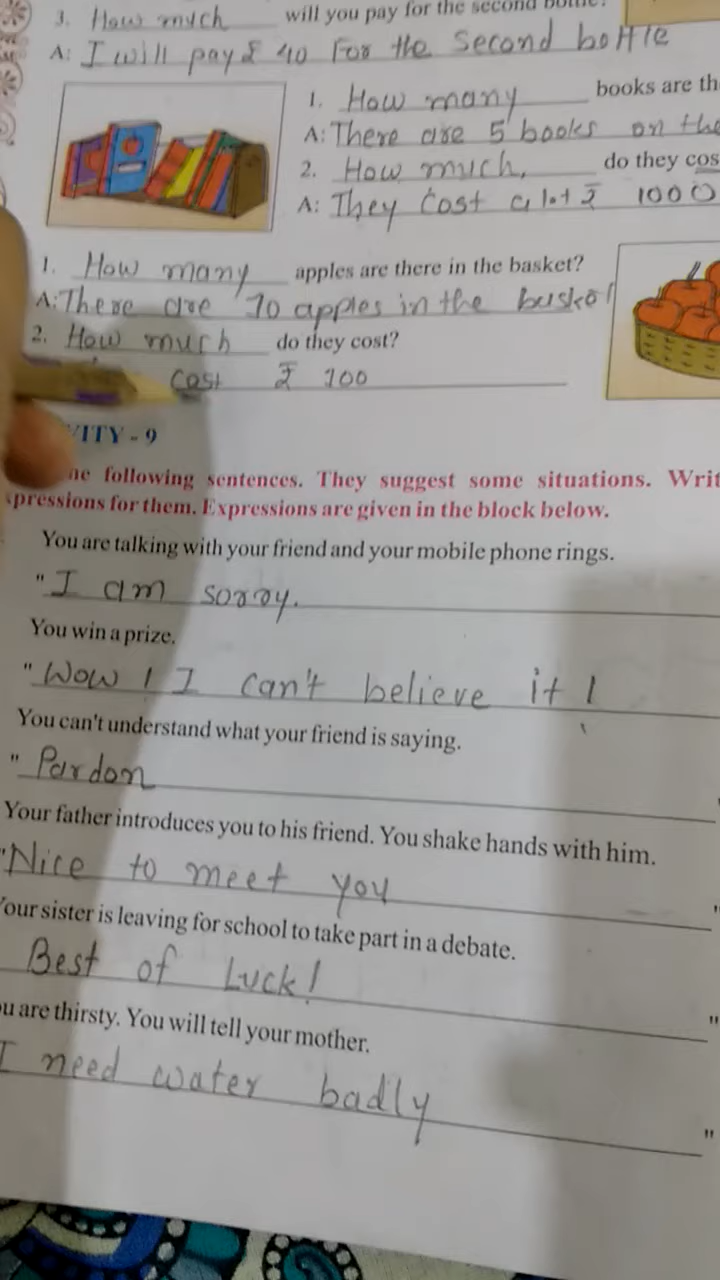 3. How much will you pay for the second bottle?
A: I will pay ₹ 40 For the second bottle
1. How many books are th
A: There are 5 books on the
2. How much, do they cos
A: They cost a lot ₹ 1000
1. How many apples are there in the basket?
A: There are 10 apples in the basket
2. How much do they cost?
cost ₹ 100
VITY - 9
he following sentences. They suggest some situations. Writ
pressions for them. Expressions are given in the block below.
You are talking with your friend and your mobile phone rings.
" I am sorry.
You win a prize.
" Wow ! I can't believe it !
You can't understand what your friend is saying.
" Pardon "
Your father introduces you to his friend. You shake hands with him.
" Nice to meet you "
Your sister is leaving for school to take part in a debate.
Best of Luck! "
u are thirsty. You will tell your mother.
I need water badly "